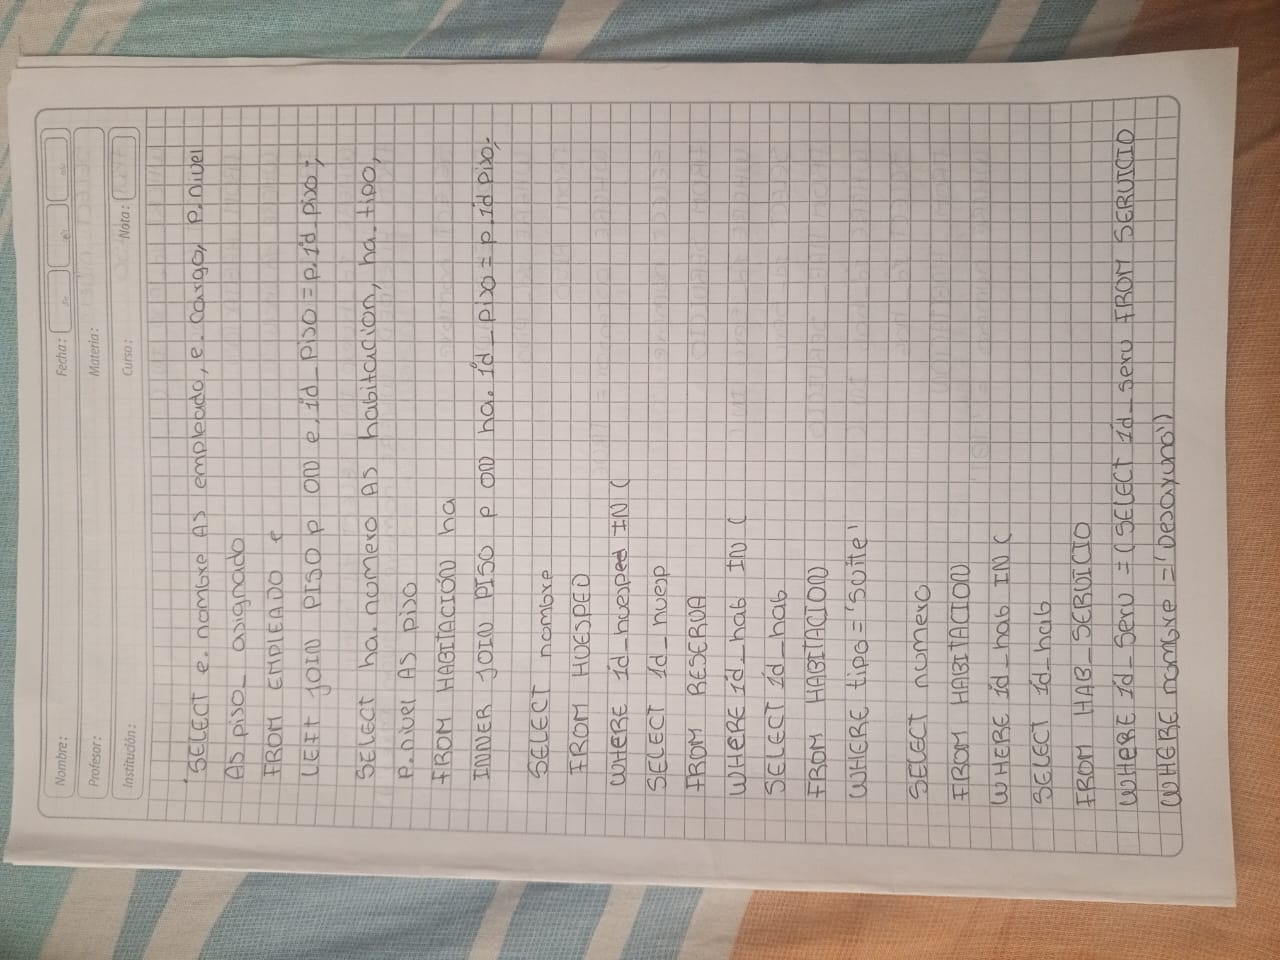 Nombre:
Fecha:
Profesor:
Materia:
Institución:
Curso:
Nota:
SELECT e.nombre AS empleado, e.cargo, p.nivel
AS piso_asignado
FROM EMPlEADO e
LEFT JOIN PISO p ON e.id_piso = p.id piso;
SELECT ha.numero AS habitacion, ha.tipo,
p.nivel AS piso
FROM HABITACIÓN ha
INNER JOIN PISO p ON ha.id_piso = p.id piso;
SELECT nombre
FROM HUESPED
WHERE id_huesped IN (
SELECT id_huesp
FROM RESERVA
WHERE id_hab IN (
SELECT id_hab
FROM HABITACION
WHERE tipo = 'suite'
SELECT numero
FROM HABITACION
WHERE id_hab IN (
SELECT id_hab
FROM HAB_SERVICIO
WHERE id_serv = (SELECT id_serv FROM SERVICIO
WHERE nombre = 'Desayuno'))